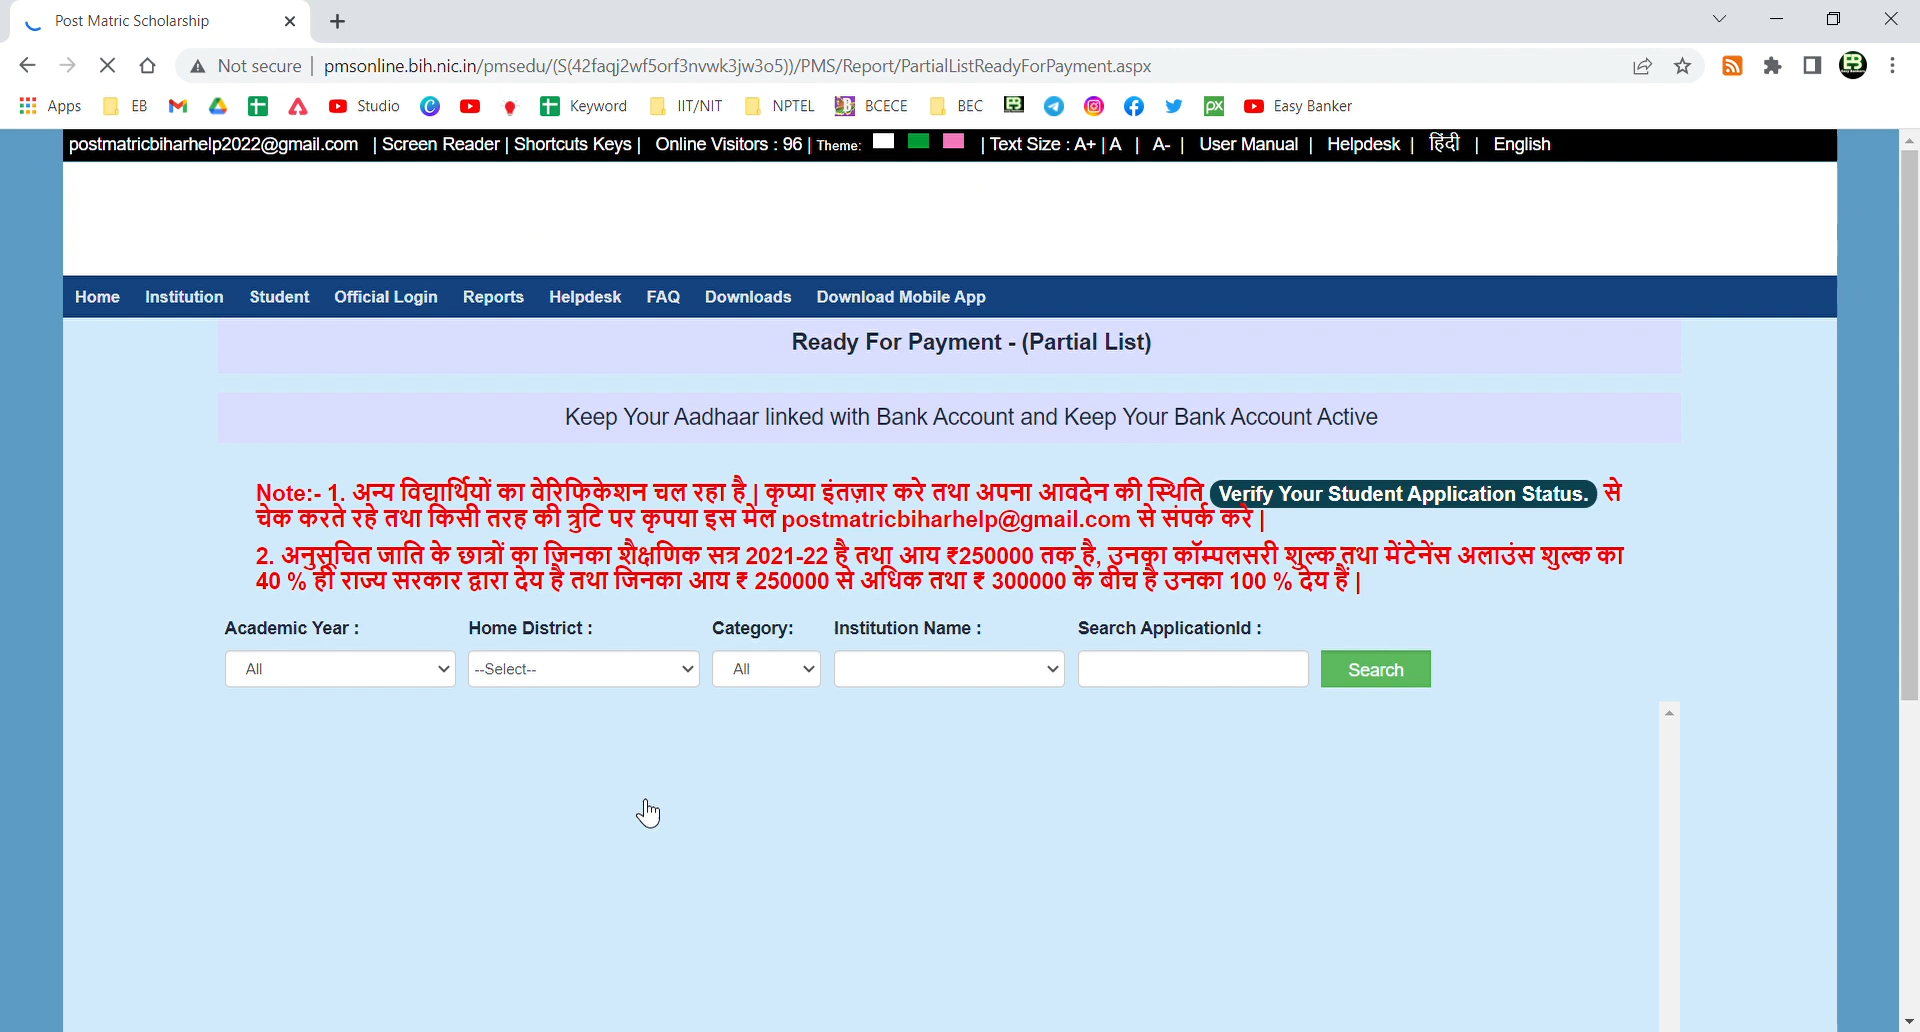 Post Matric Scholarship
Not secure | pmsonline.bih.nic.in/pmsedu/(S(42faqj2wf5orf3nvwk3jw3o5))/PMS/Report/PartialListReadyForPayment.aspx
Apps EB Studio Keyword IIT/NIT NPTEL BCECE BEC EB px Easy Banker
postmatricbiharhelp2022@gmail.com | Screen Reader | Shortcuts Keys | Online Visitors : 96 | Theme: | Text Size : A+ | A | A- | User Manual | Helpdesk | हिंदी | English
Home Institution Student Official Login Reports Helpdesk FAQ Downloads Download Mobile App
Ready For Payment - (Partial List)
Keep Your Aadhaar linked with Bank Account and Keep Your Bank Account Active
Note:- 1. अन्य विद्यार्थियों का वेरिफिकेशन चल रहा है | कृप्या इंतज़ार करे तथा अपना आवदेन की स्थिति Verify Your Student Application Status. से
चेक करते रहे तथा किसी तरह की त्रुटि पर कृपया इस मेल postmatricbiharhelp@gmail.com से संपर्क करे |
2. अनुसूचित जाति के छात्रों का जिनका शैक्षणिक सत्र 2021-22 है तथा आय ₹250000 तक है, उनका कॉम्पलसरी शुल्क तथा मेंटेनेंस अलाउंस शुल्क का
40 % ही राज्य सरकार द्वारा देय है तथा जिनका आय ₹ 250000 से अधिक तथा ₹ 300000 के बीच है उनका 100 % देय हैं |
Academic Year : Home District : Category: Institution Name : Search ApplicationId :
All --Select-- All Search